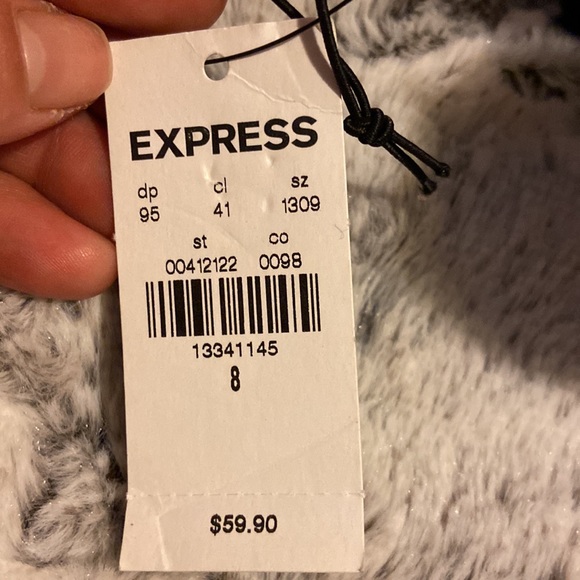 EXPRESS
dp cl sz
95 41 1309
st co
00412122 0098
13341145
8
$59.90